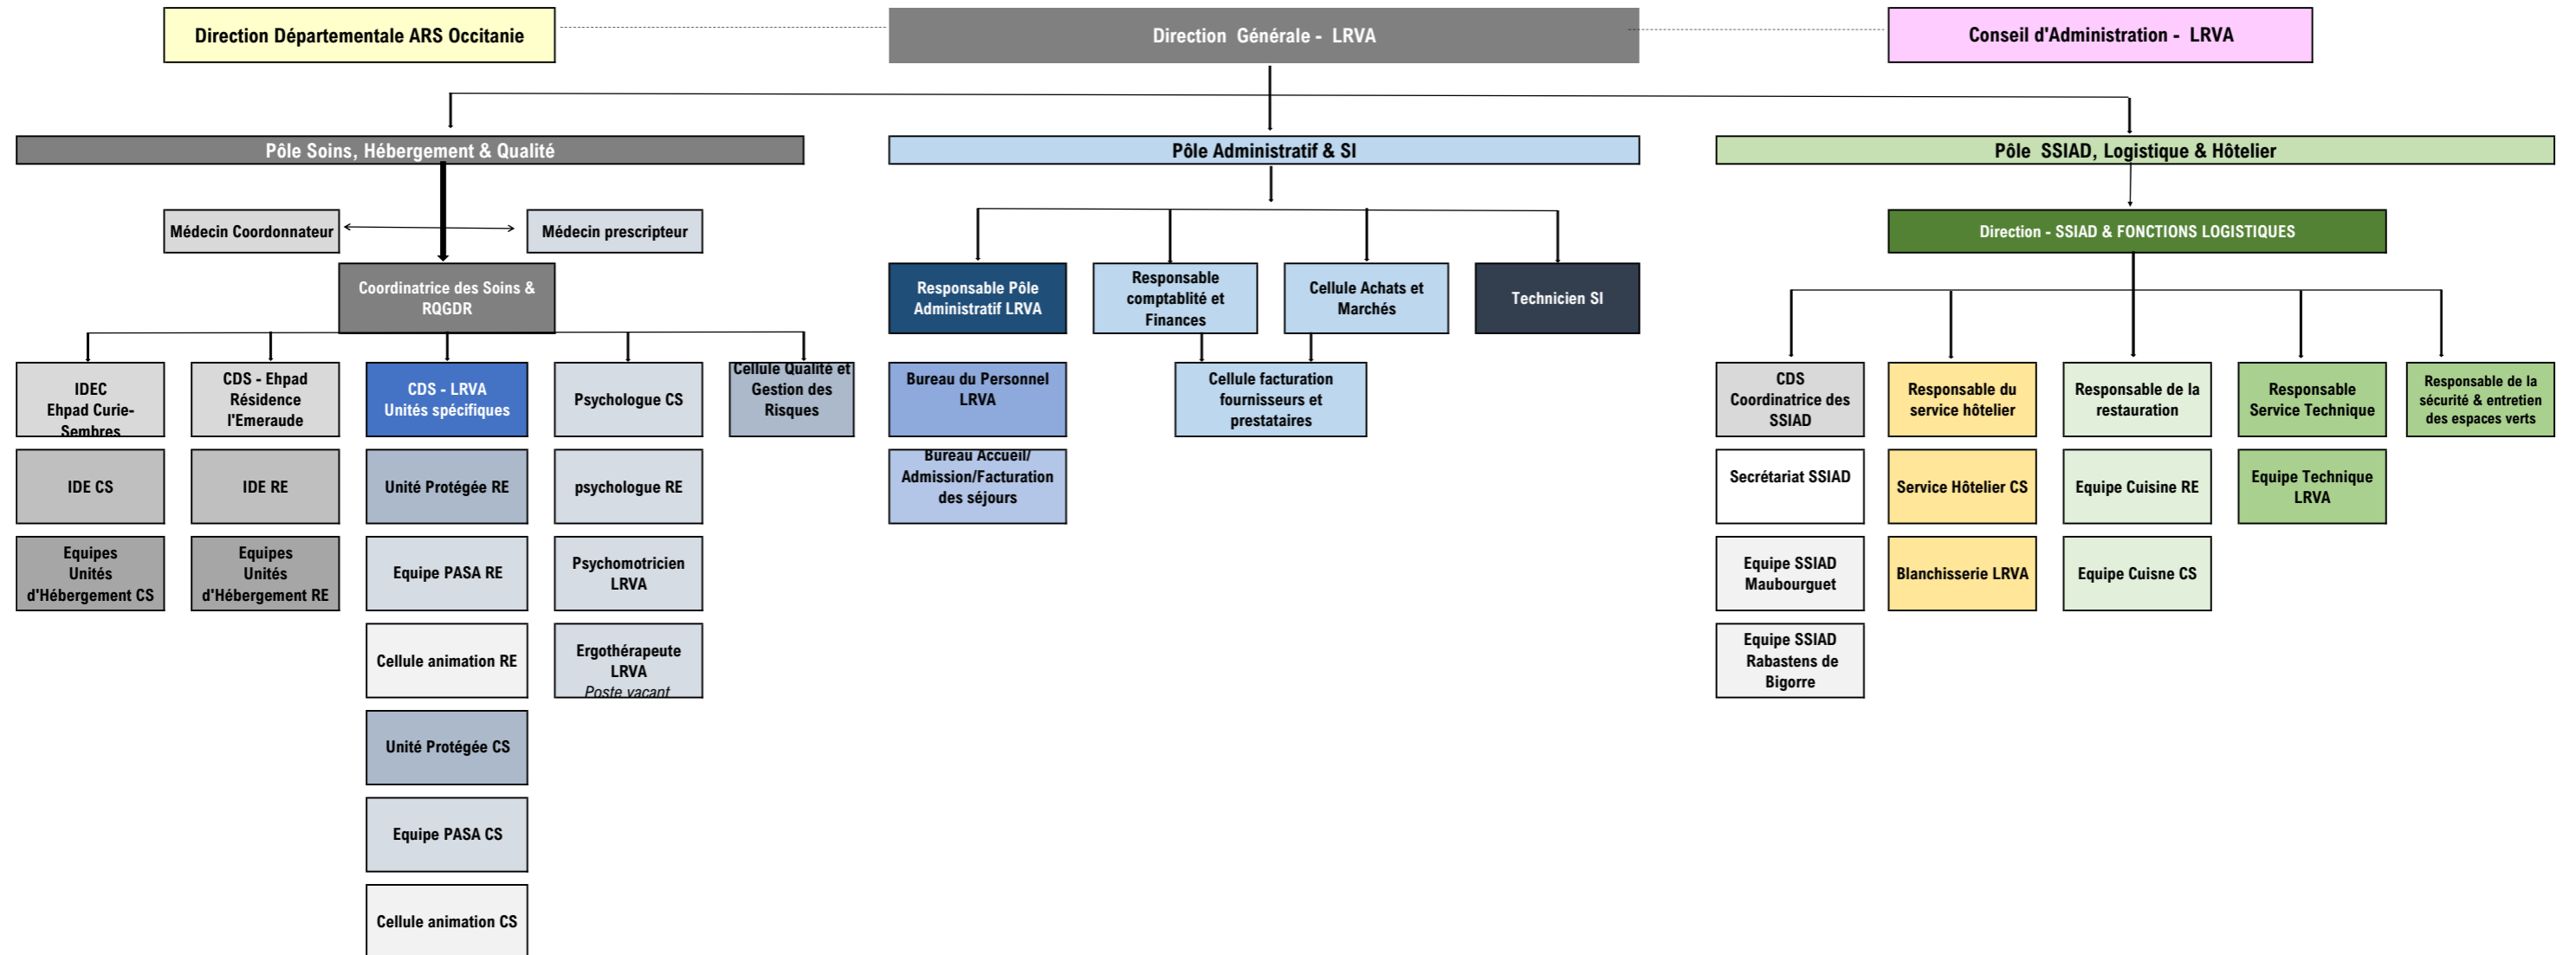 Direction Départementale ARS Occitanie
Direction Générale - LRVA
Conseil d'Administration - LRVA
Pôle Soins, Hébergement & Qualité
Pôle Administratif & SI
Pôle SSIAD, Logistique & Hôtelier
Médecin Coordonnateur
Médecin prescripteur
Direction - SSIAD & FONCTIONS LOGISTIQUES
Coordinatrice des Soins &
RQGDR
Responsable Pôle
Administratif LRVA
Responsable
comptablité et
Finances
Cellule Achats et
Marchés
Technicien SI
IDEC
Ehpad Curie-
Sembres
CDS - Ehpad
Résidence
l'Emeraude
CDS - LRVA
Unités spécifiques
Psychologue CS
Cellule Qualité et
Gestion des
Risques
Bureau du Personnel
LRVA
Cellule facturation
fournisseurs et
prestataires
CDS
Coordinatrice des
SSIAD
Responsable du
service hôtelier
Responsable de la
restauration
Responsable
Service Technique
Responsable de la
sécurité & entretien
des espaces verts
IDE CS
IDE RE
Unité Protégée RE
psychologue RE
Bureau Accueil/
Admission/Facturation
des séjours
Secrétariat SSIAD
Service Hôtelier CS
Equipe Cuisine RE
Equipe Technique
LRVA
Equipes
Unités
d'Hébergement CS
Equipes
Unités
d'Hébergement RE
Equipe PASA RE
Psychomotricien
LRVA
Equipe SSIAD
Maubourguet
Blanchisserie LRVA
Equipe Cuisne CS
Cellule animation RE
Ergothérapeute
LRVA
Poste vacant
Equipe SSIAD
Rabastens de
Bigorre
Unité Protégée CS
Equipe PASA CS
Cellule animation CS